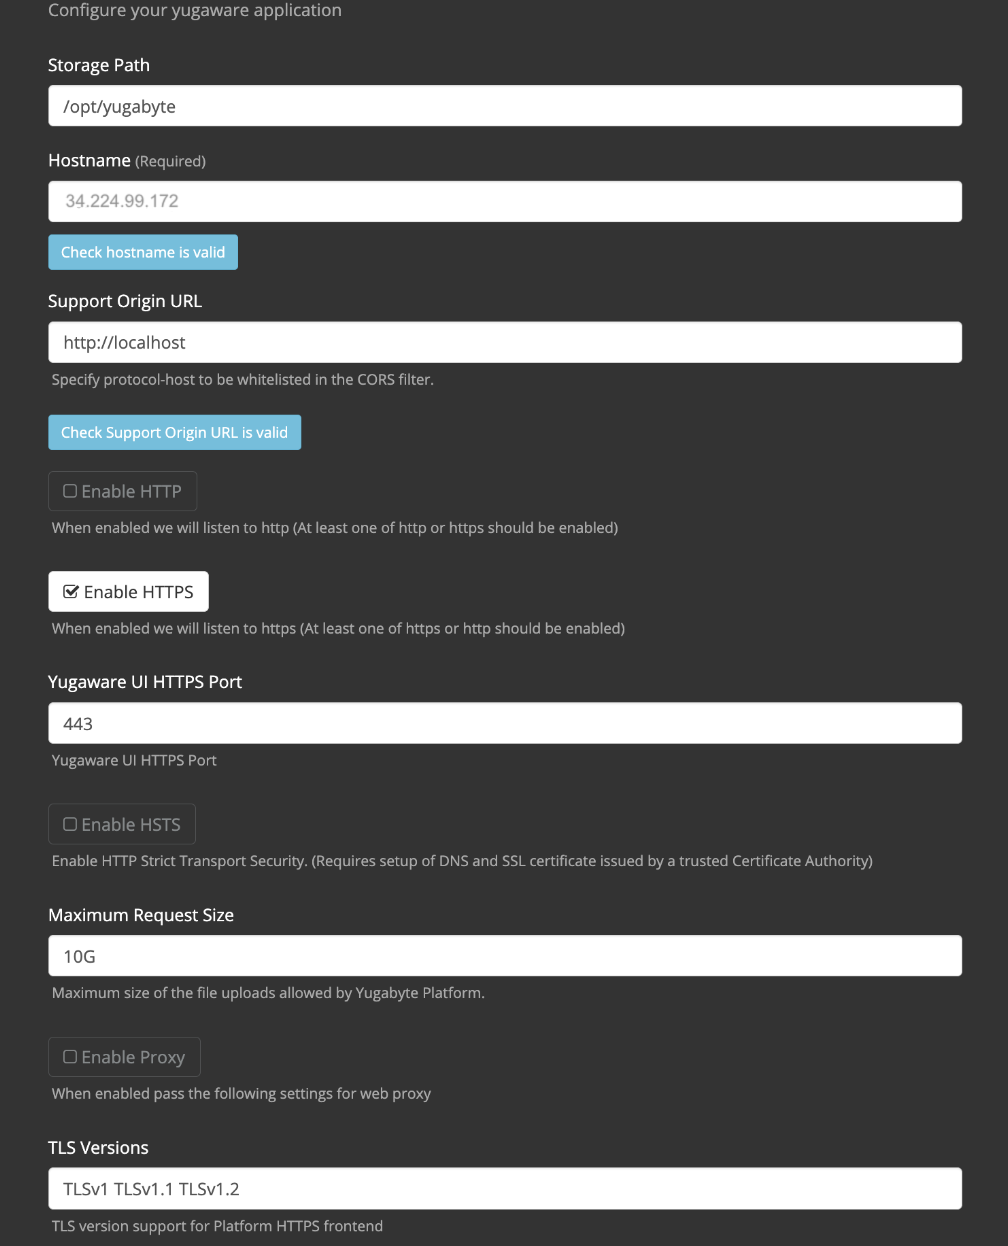 Configure your yugaware application
Storage Path
/opt/yugabyte
Hostname (Required)
34.224.99.172
Check hostname is valid
Support Origin URL
http://localhost
Specify protocol-host to be whitelisted in the CORS filter.
Check Support Origin URL is valid
Enable HTTP
When enabled we will listen to http (At least one of http or https should be enabled)
Enable HTTPS
When enabled we will listen to https (At least one of https or http should be enabled)
Yugaware UI HTTPS Port
443
Yugaware UI HTTPS Port
Enable HSTS
Enable HTTP Strict Transport Security. (Requires setup of DNS and SSL certificate issued by a trusted Certificate Authority)
Maximum Request Size
10G
Maximum size of the file uploads allowed by Yugabyte Platform.
Enable Proxy
When enabled pass the following settings for web proxy
TLS Versions
TLSv1 TLSv1.1 TLSv1.2
TLS version support for Platform HTTPS frontend